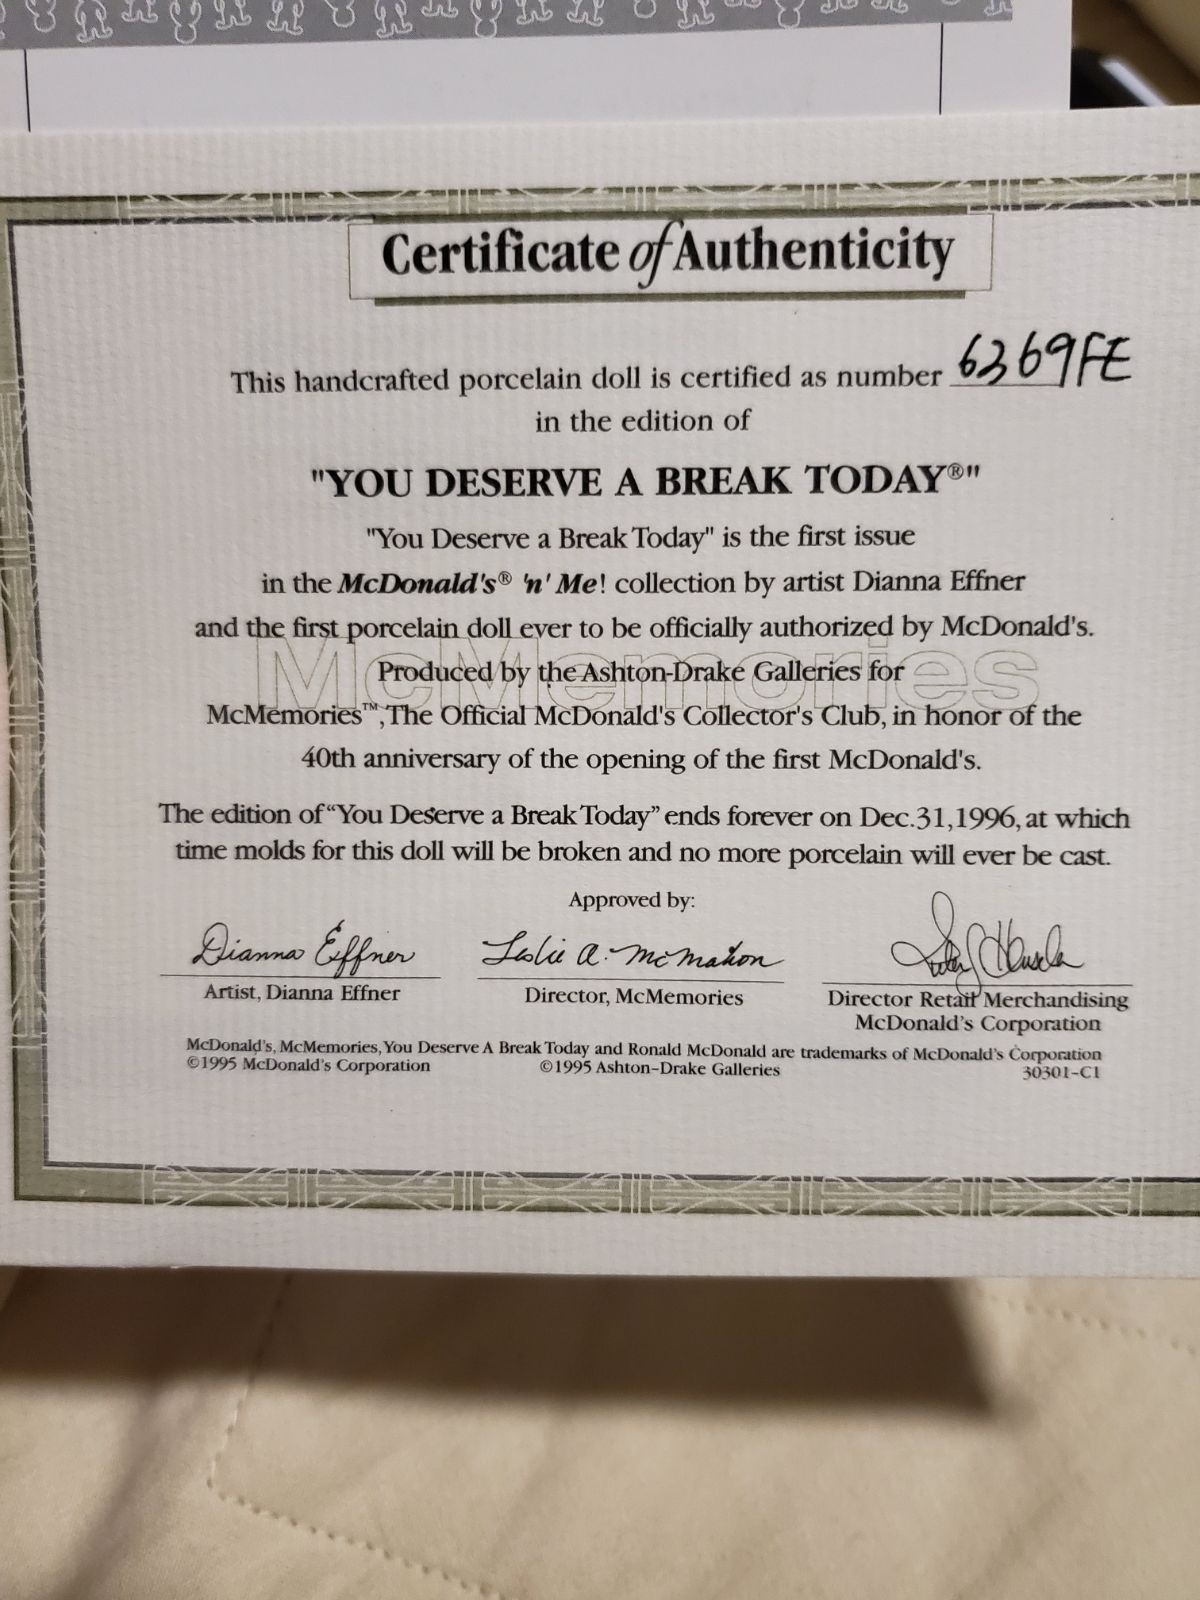 Certificate of Authenticity
This handcrafted porcelain doll is certified as number 6369FE
in the edition of
"YOU DESERVE A BREAK TODAY®"
"You Deserve a Break Today" is the first issue
in the McDonald's® 'n' Me! collection by artist Dianna Effner
and the first porcelain doll ever to be officially authorized by McDonald's.
McMemories
Produced by the Ashton-Drake Galleries for
McMemories™, The Official McDonald's Collector's Club, in honor of the
40th anniversary of the opening of the first McDonald's.
The edition of “You Deserve a Break Today” ends forever on Dec.31,1996, at which
time molds for this doll will be broken and no more porcelain will ever be cast.
Approved by:
Dianna Effner Leslie A. McMahon
Artist, Dianna Effner Director, McMemories Director Retail Merchandising
McDonald's Corporation
McDonald's, McMemories, You Deserve A Break Today and Ronald McDonald are trademarks of McDonald's Corporation
©1995 McDonald's Corporation ©1995 Ashton-Drake Galleries 30301-C1